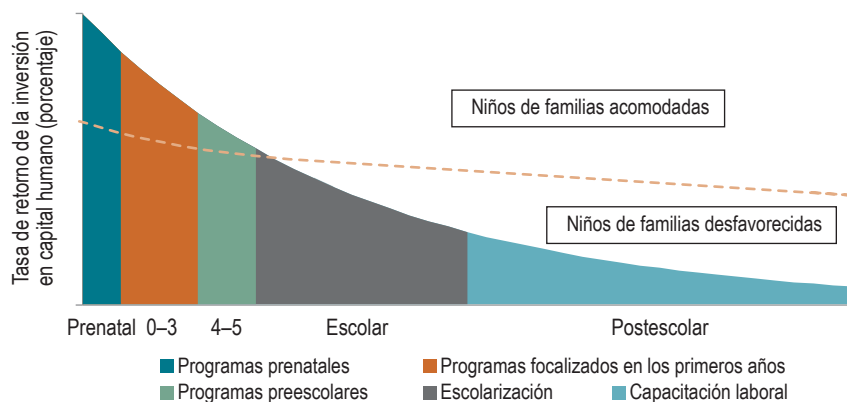 Tasa de retorno de la inversión
en capital humano (porcentaje)
Niños de familias acomodadas
Niños de familias desfavorecidas
Prenatal 0–3 4–5 Escolar Postescolar
Programas prenatales Programas focalizados en los primeros años
Programas preescolares Escolarización Capacitación laboral